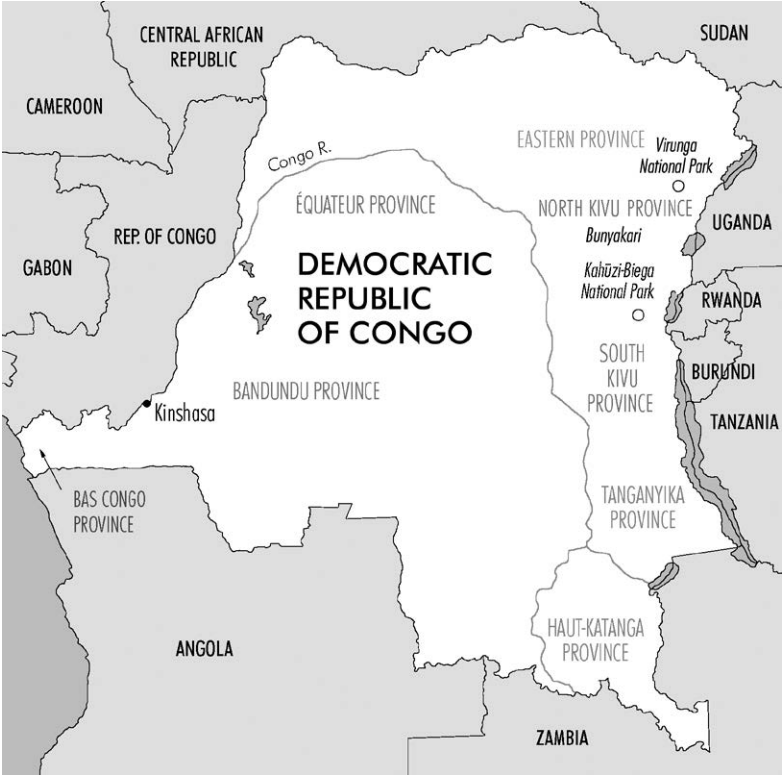 CENTRAL AFRICAN
REPUBLIC
SUDAN
CAMEROON
Congo R.
EASTERN PROVINCE
Virunga
National Park
ÉQUATEUR PROVINCE
NORTH KIVU PROVINCE
REP. OF CONGO
UGANDA
Bunyakari
GABON
DEMOCRATIC
REPUBLIC
OF CONGO
Kahūzi-Biega
National Park
RWANDA
SOUTH
KIVU
PROVINCE
BURUNDI
BANDUNDU PROVINCE
Kinshasa
TANZANIA
BAS CONGO
PROVINCE
TANGANYIKA
PROVINCE
ANGOLA
HAUT-KATANGA
PROVINCE
ZAMBIA